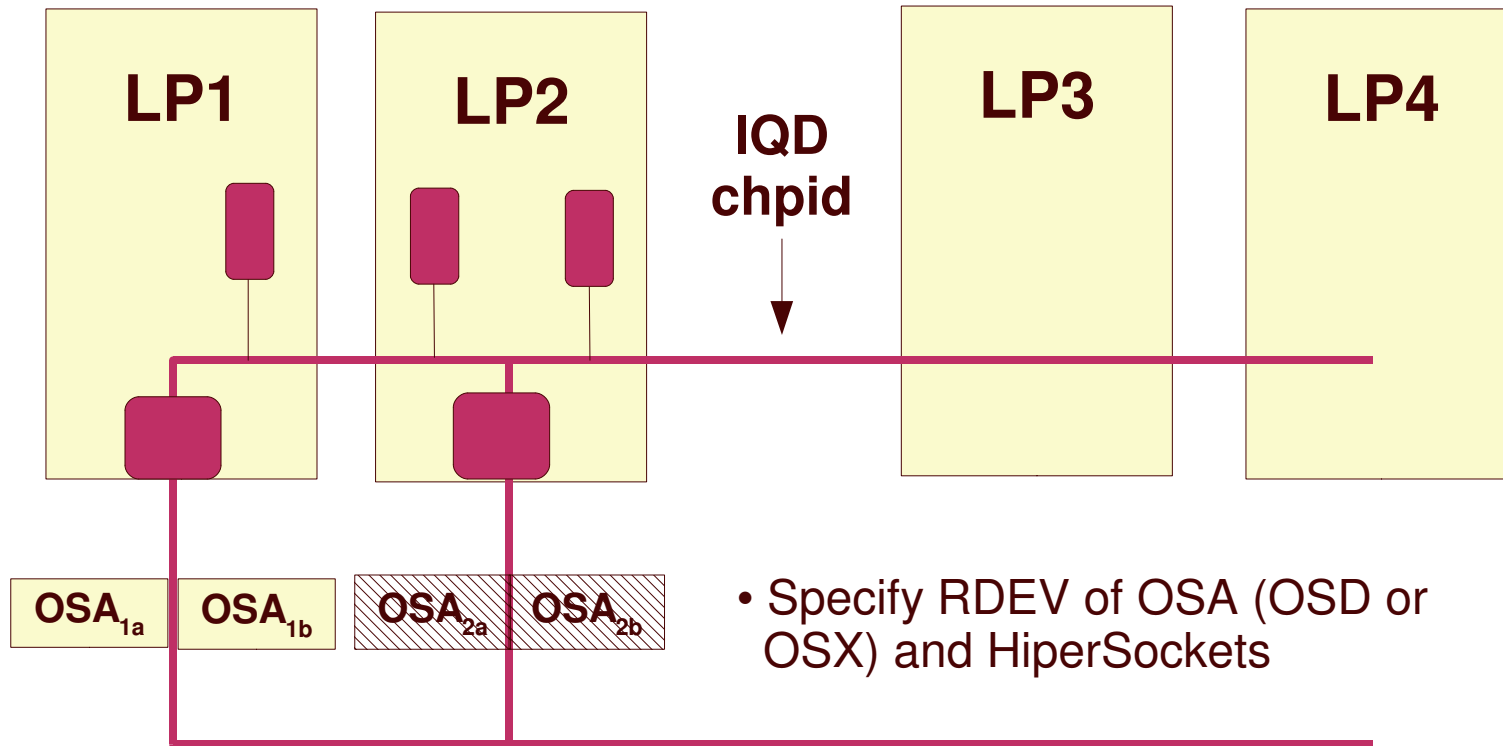 LP1
LP2
LP3
LP4
IQD
chpid
OSA1a
OSA1b
OSA2a
OSA2b
• Specify RDEV of OSA (OSD or
OSX) and HiperSockets